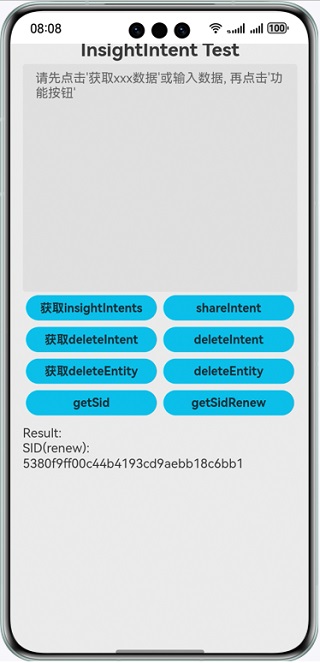 08:08
100
InsightIntent Test
请先点击'获取xxx数据'或输入数据, 再点击'功
能按钮'
获取insightIntents
shareIntent
获取deleteIntent
deleteIntent
获取deleteEntity
deleteEntity
getSid
getSidRenew
Result:
SID(renew):
5380f9ff00c44b4193cd9aebb18c6bb1